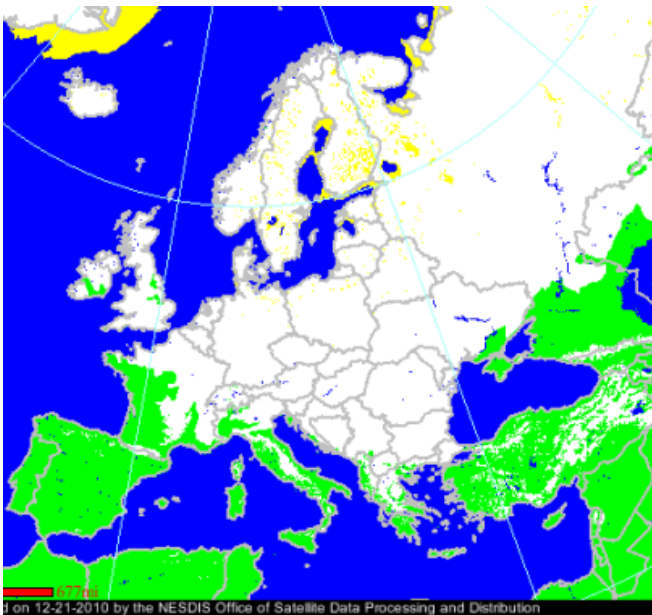 677mi
d on 12-21-2010 by the NESDIS Office of Satellite Data Processing and Distribution